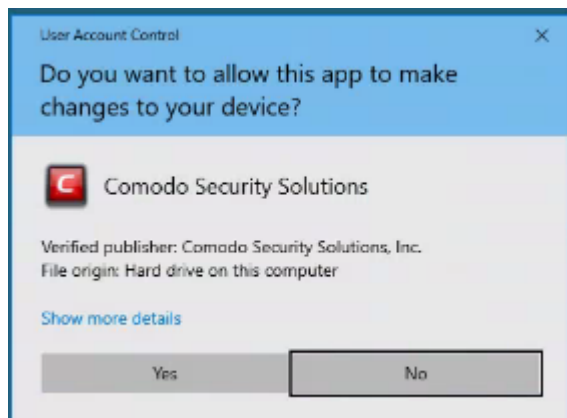 User Account Control
Do you want to allow this app to make
changes to your device?
C
Comodo Security Solutions
Verified publisher: Comodo Security Solutions, Inc.
File origin: Hard drive on this computer
Show more details
Yes
No